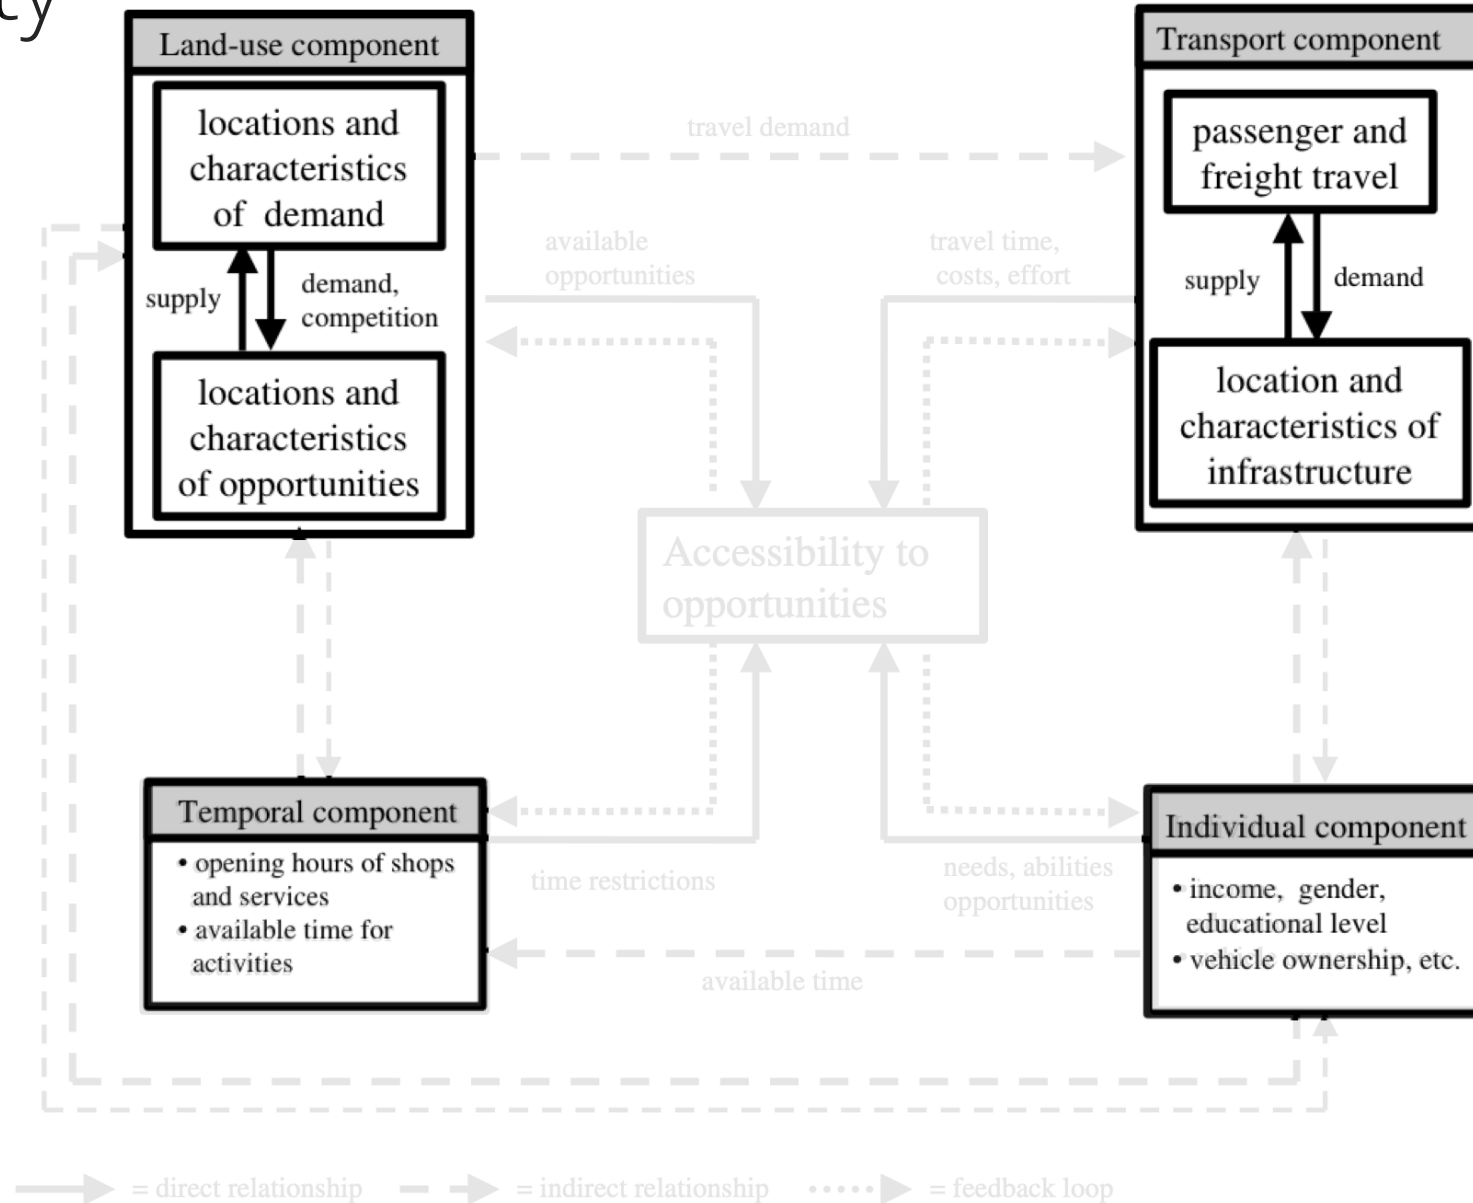 Land-use component
locations and
characteristics
of demand
supply
demand,
competition
locations and
characteristics
of opportunities
travel demand
available
opportunities
travel time,
costs, effort
Transport component
passenger and
freight travel
supply
demand
location and
characteristics of
infrastructure
Accessibility to
opportunities
Temporal component
• opening hours of shops
and services
• available time for
activities
time restrictions
needs, abilities
opportunities
available time
Individual component
• income, gender,
educational level
• vehicle ownership, etc.
= direct relationship
= indirect relationship
= feedback loop